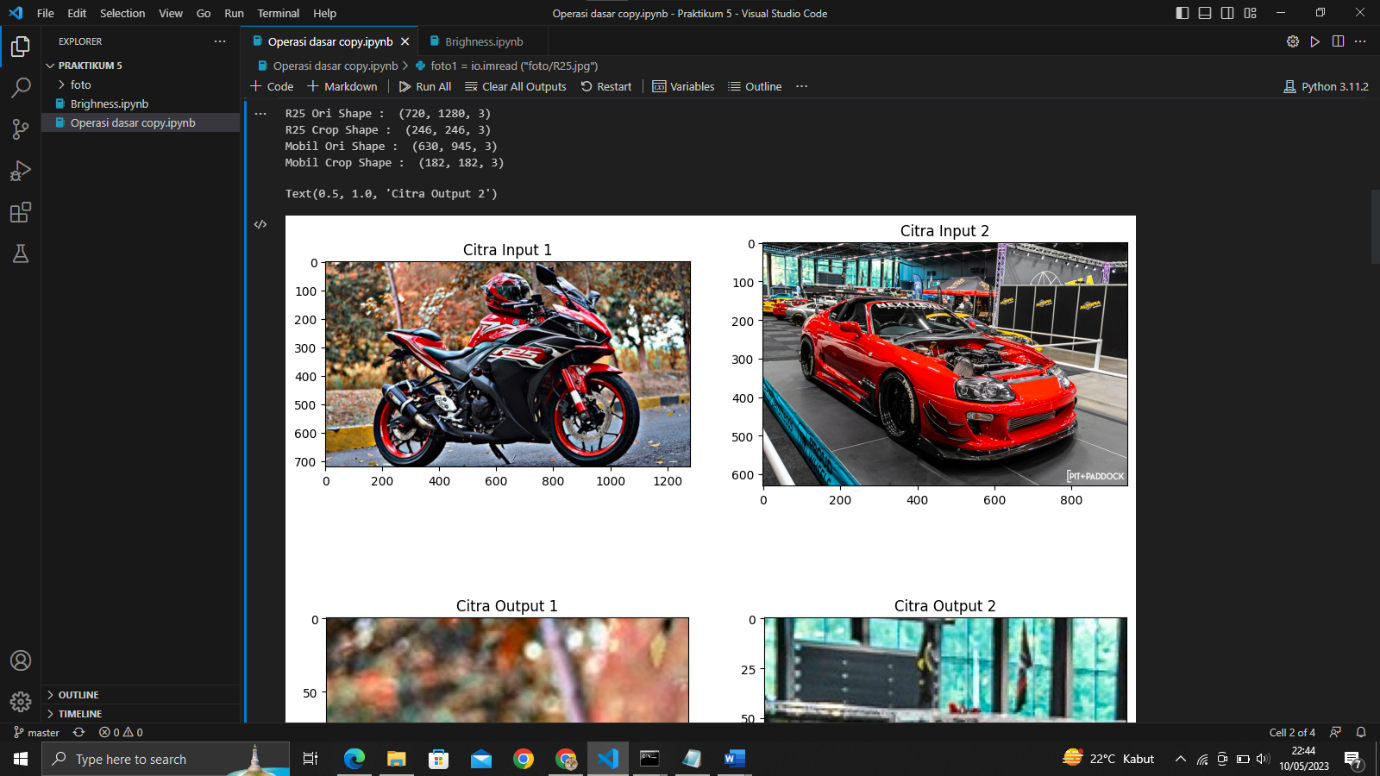 File Edit Selection View Go Run Terminal Help
Operasi dasar copy.ipynb - Praktikum 5 - Visual Studio Code
EXPLORER
PRAKTIKUM 5
foto
Brighness.ipynb
Operasi dasar copy.ipynb
OUTLINE
TIMELINE
Operasi dasar copy.ipynb
Brighness.ipynb
Operasi dasar copy.ipynb > foto1 = io.imread ("foto/R25.jpg")
+ Code + Markdown Run All Clear All Outputs Restart Variables Outline ...
Python 3.11.2
R25 Ori Shape :  (720, 1280, 3)
R25 Crop Shape :  (246, 246, 3)
Mobil Ori Shape :  (630, 945, 3)
Mobil Crop Shape :  (182, 182, 3)
Text(0.5, 1.0, 'Citra Output 2')
Citra Input 1
0
100
200
300
400
500
600
700
0 200 400 600 800 1000 1200
R25
Citra Input 2
0
100
200
300
400
500
600
0 200 400 600 800
PIT+PADDOCK
Citra Output 1
0
50
Citra Output 2
0
25
50
master 0 0
Cell 2 of 4
Type here to search
22°C Kabut
22:44
10/05/2023
7